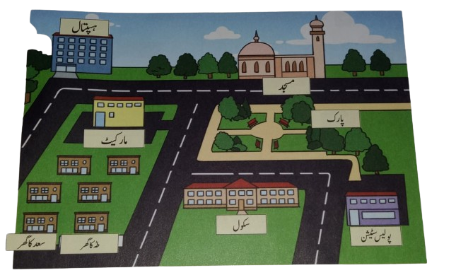 ہسپتال
مسجد
پارک
مارکیٹ
سکول
پولیس سٹیشن
سعد کا گھر